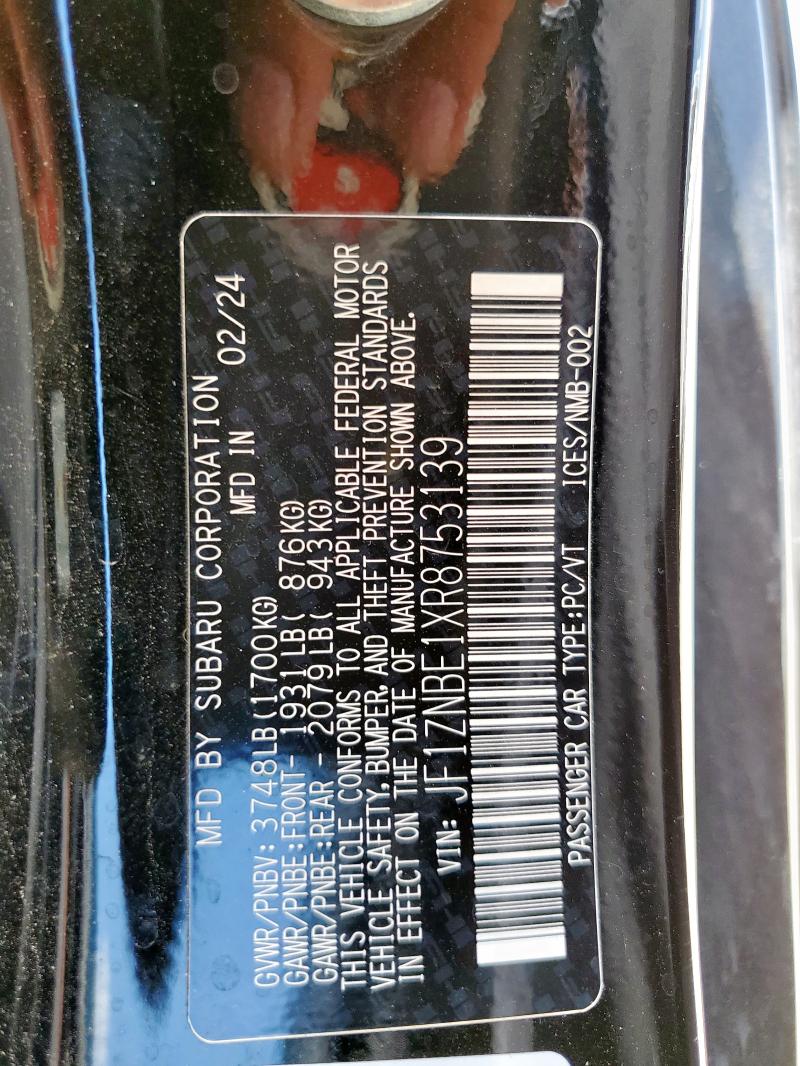 MFD BY SUBARU CORPORATION
MFD IN 02/24
GVWR/PNBV: 3748LB(1700KG)
GAWR/PNBE:FRONT- 1931LB( 876KG)
GAWR/PNBE:REAR - 2079LB( 943KG)
THIS VEHICLE CONFORMS TO ALL APPLICABLE FEDERAL MOTOR
VEHICLE SAFETY, BUMPER, AND THEFT PREVENTION STANDARDS
IN EFFECT ON THE DATE OF MANUFACTURE SHOWN ABOVE.
VIN: JF1ZNBE1XR8753139
PASSENGER CAR TYPE:PC/VT ICES/NMB-002